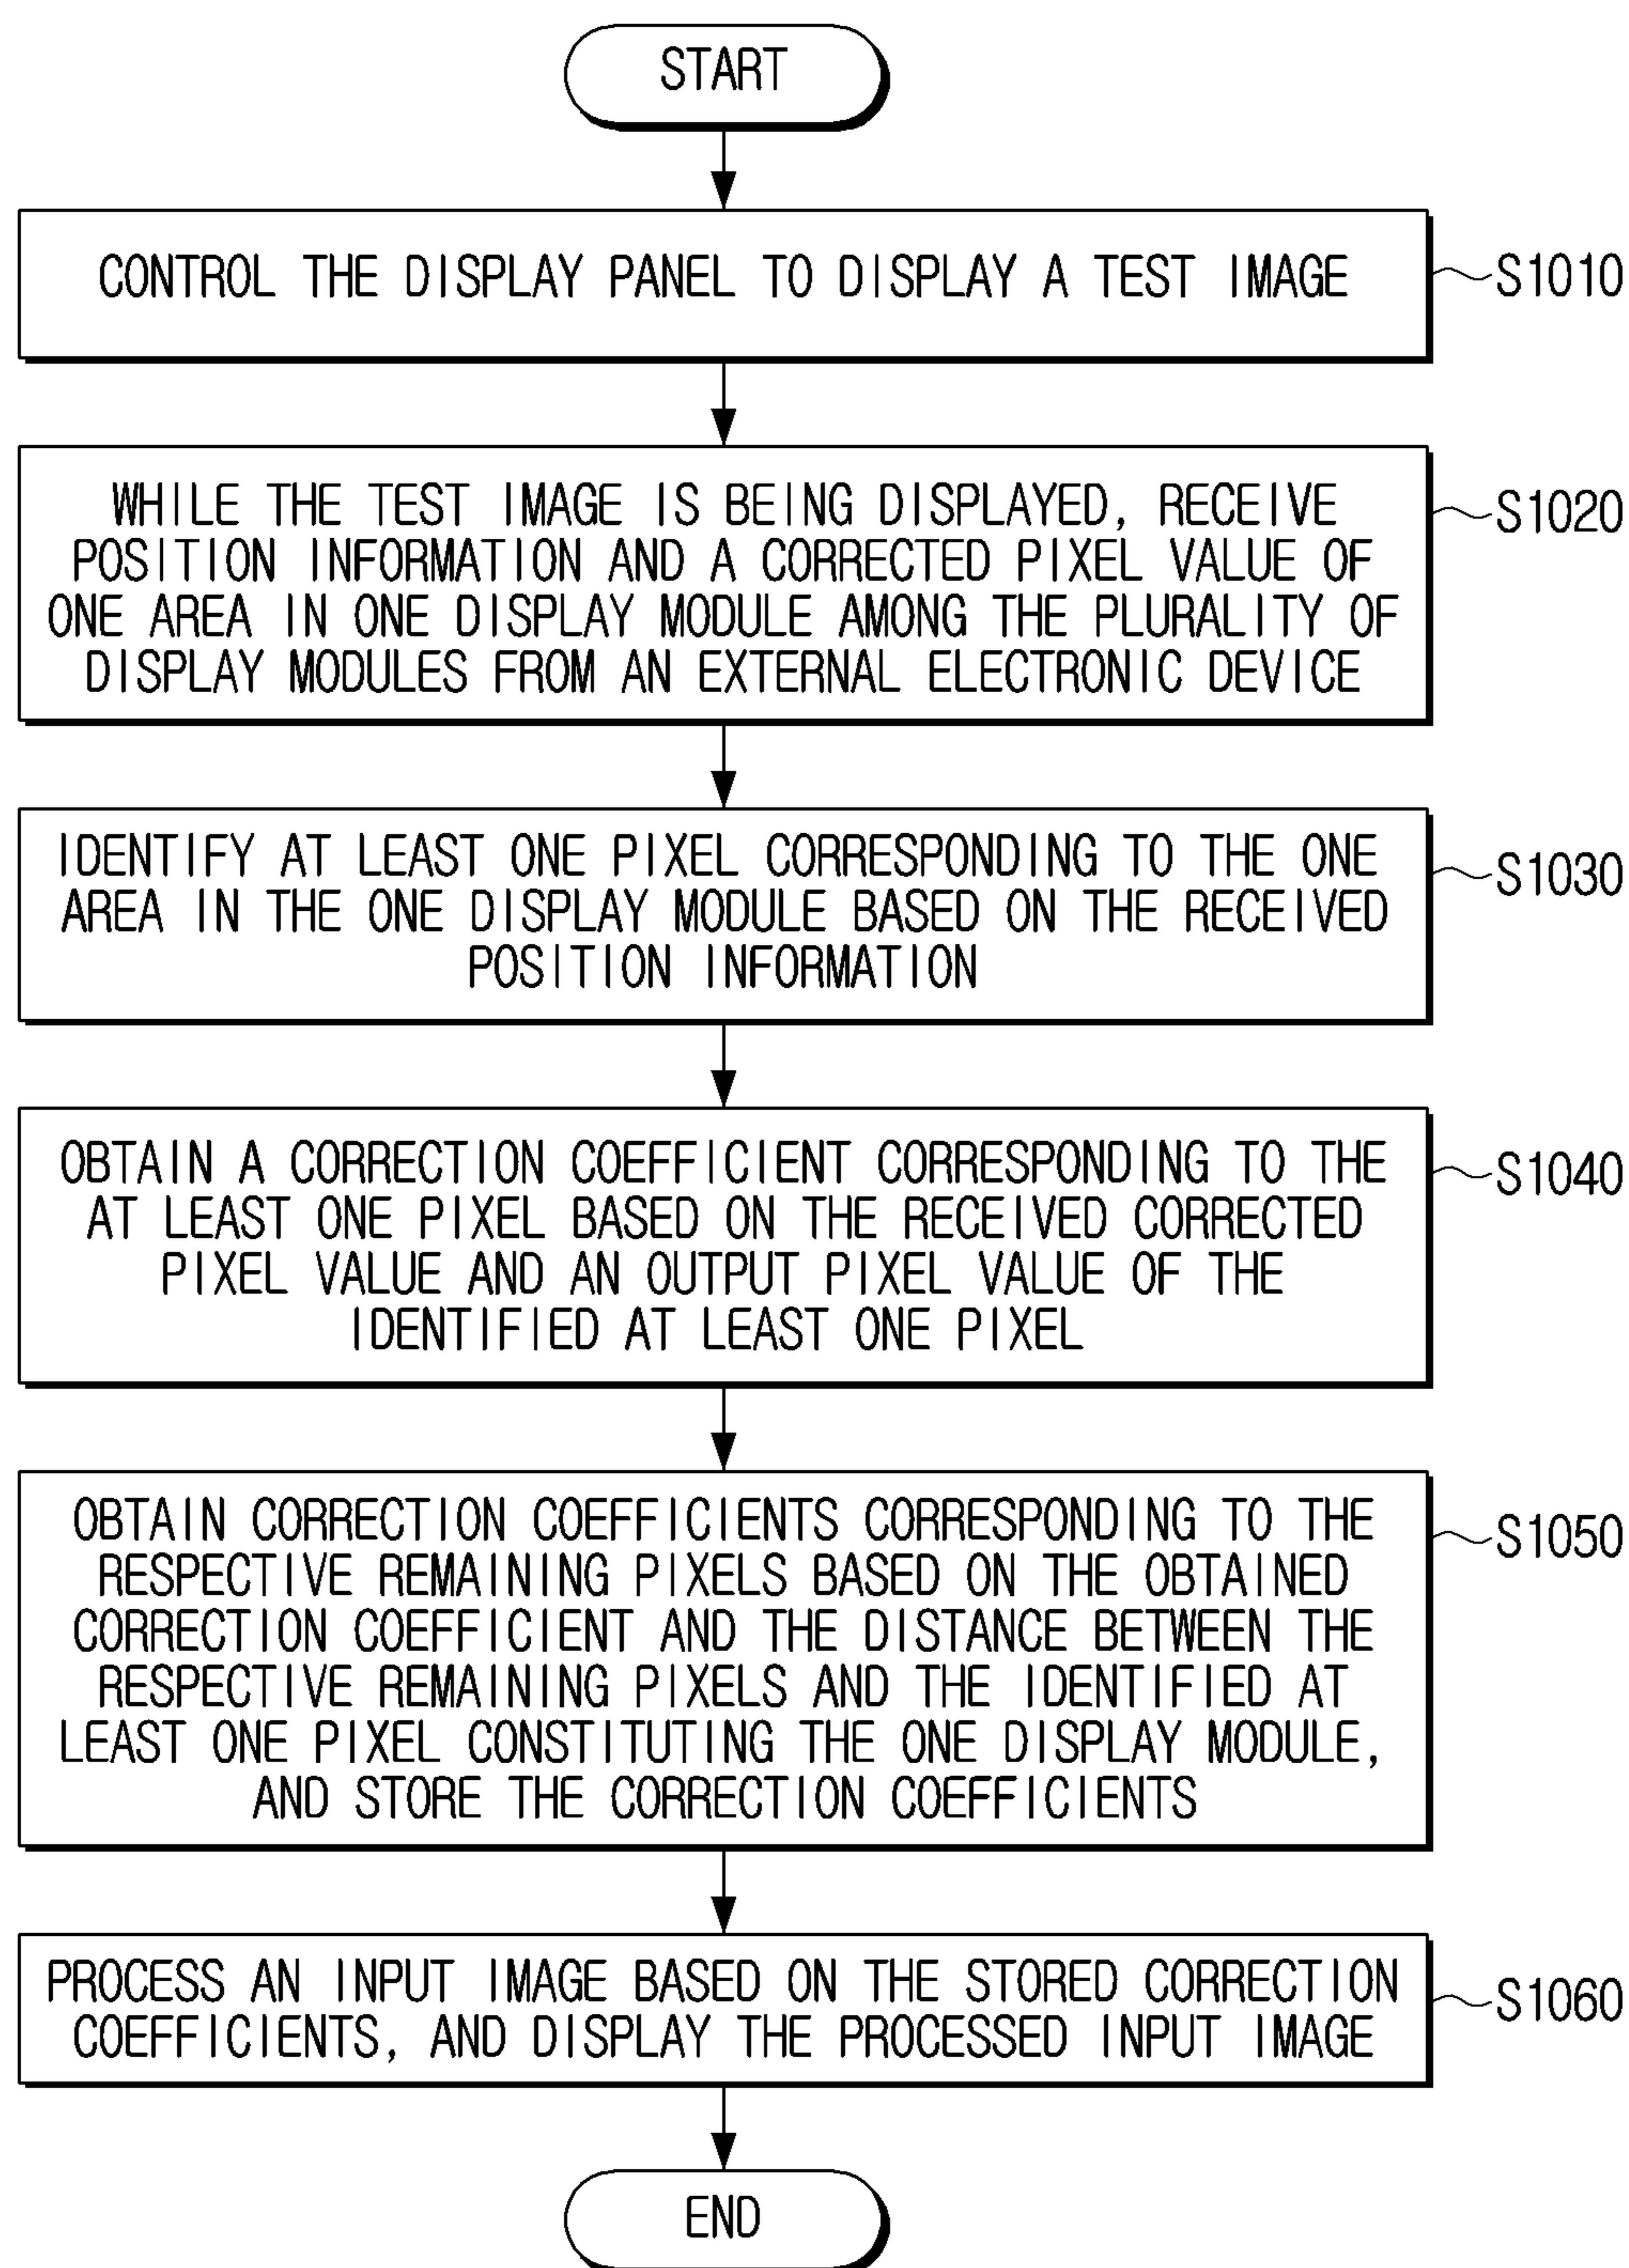 START
CONTROL THE DISPLAY PANEL TO DISPLAY A TEST IMAGE
S1010
WHILE THE TEST IMAGE IS BEING DISPLAYED, RECEIVE
POSITION INFORMATION AND A CORRECTED PIXEL VALUE OF
ONE AREA IN ONE DISPLAY MODULE AMONG THE PLURALITY OF
DISPLAY MODULES FROM AN EXTERNAL ELECTRONIC DEVICE
S1020
IDENTIFY AT LEAST ONE PIXEL CORRESPONDING TO THE ONE
AREA IN THE ONE DISPLAY MODULE BASED ON THE RECEIVED
POSITION INFORMATION
S1030
OBTAIN A CORRECTION COEFFICIENT CORRESPONDING TO THE
AT LEAST ONE PIXEL BASED ON THE RECEIVED CORRECTED
PIXEL VALUE AND AN OUTPUT PIXEL VALUE OF THE
IDENTIFIED AT LEAST ONE PIXEL
S1040
OBTAIN CORRECTION COEFFICIENTS CORRESPONDING TO THE
RESPECTIVE REMAINING PIXELS BASED ON THE OBTAINED
CORRECTION COEFFICIENT AND THE DISTANCE BETWEEN THE
RESPECTIVE REMAINING PIXELS AND THE IDENTIFIED AT
LEAST ONE PIXEL CONSTITUTING THE ONE DISPLAY MODULE,
AND STORE THE CORRECTION COEFFICIENTS
S1050
PROCESS AN INPUT IMAGE BASED ON THE STORED CORRECTION
COEFFICIENTS, AND DISPLAY THE PROCESSED INPUT IMAGE
S1060
END